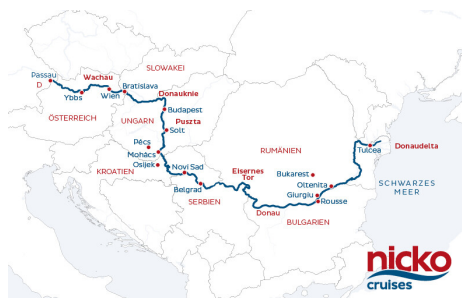 SLOWAKEI
Passau
D
Wachau
Ybbs
Wien
Bratislava
Donauknie
Budapest
ÖSTERREICH
UNGARN
Puszta
Solt
Pécs
Mohács
Osijek
Novi Sad
KROATIEN
Belgrad
SERBIEN
Eisernes
Tor
RUMÄNIEN
Bukarest
Oltenita
Giurgiu
Rousse
Donau
BULGARIEN
Tulcea
Donaudelta
SCHWARZES
MEER
nicko
cruises